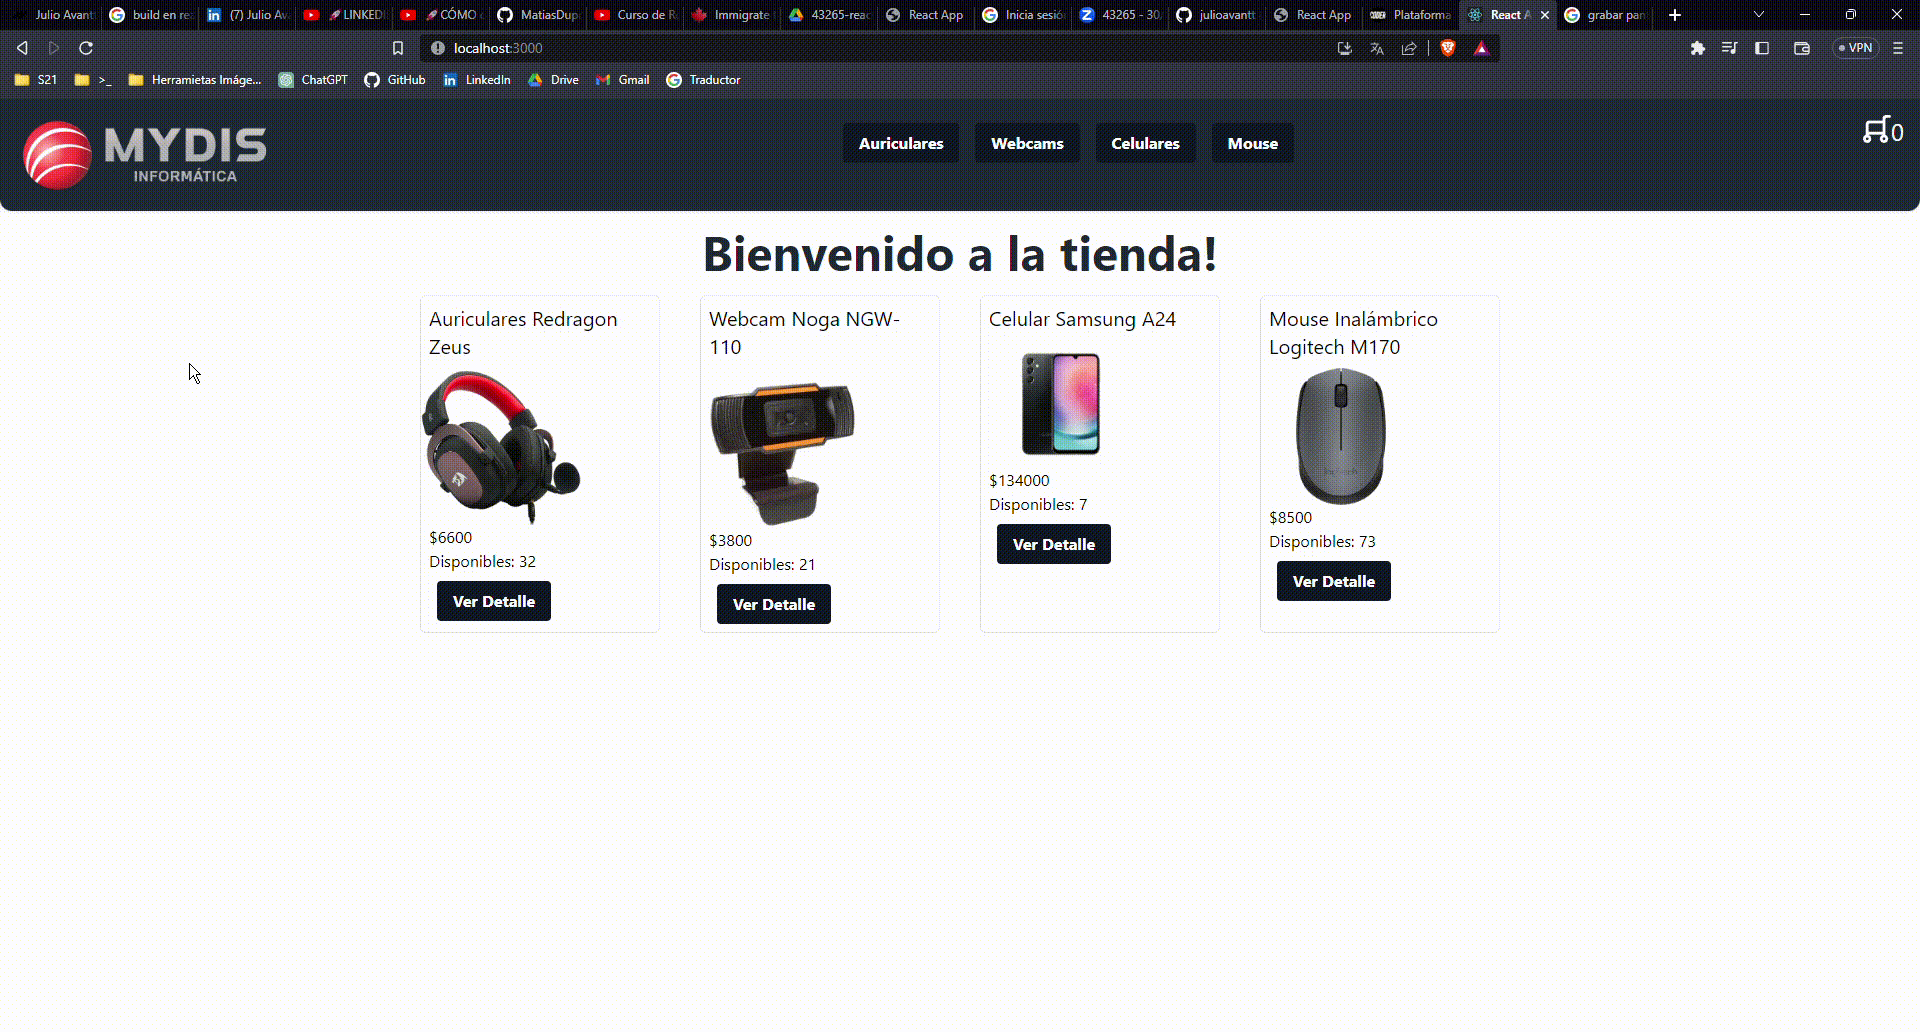 Julio Avant
build en re
(7) Julio Av
LINKEDI
CÓMO
MatiasDup
Curso de R
Immigrate
43265-reac
React App
Inicia sesió
43265 - 30
julioavantt
React App
Plataforma
React A
grabar pan
localhost:3000
VPN
S21
>_
Herramietas Imáge...
ChatGPT
GitHub
LinkedIn
Drive
Gmail
Traductor
MYDIS
INFORMÁTICA
Auriculares
Webcams
Celulares
Mouse
0
Bienvenido a la tienda!
Auriculares Redragon
Zeus
$6600
Disponibles: 32
Ver Detalle
Webcam Noga NGW-
110
$3800
Disponibles: 21
Ver Detalle
Celular Samsung A24
$134000
Disponibles: 7
Ver Detalle
Mouse Inalámbrico
Logitech M170
$8500
Disponibles: 73
Ver Detalle